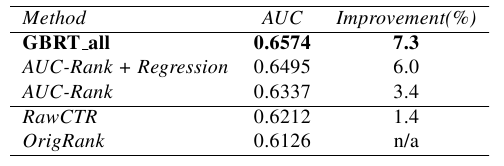 Method AUC Improvement(%)
GBRT_all 0.6574 7.3
AUC-Rank + Regression 0.6495 6.0
AUC-Rank 0.6337 3.4
RawCTR 0.6212 1.4
OrigRank 0.6126 n/a